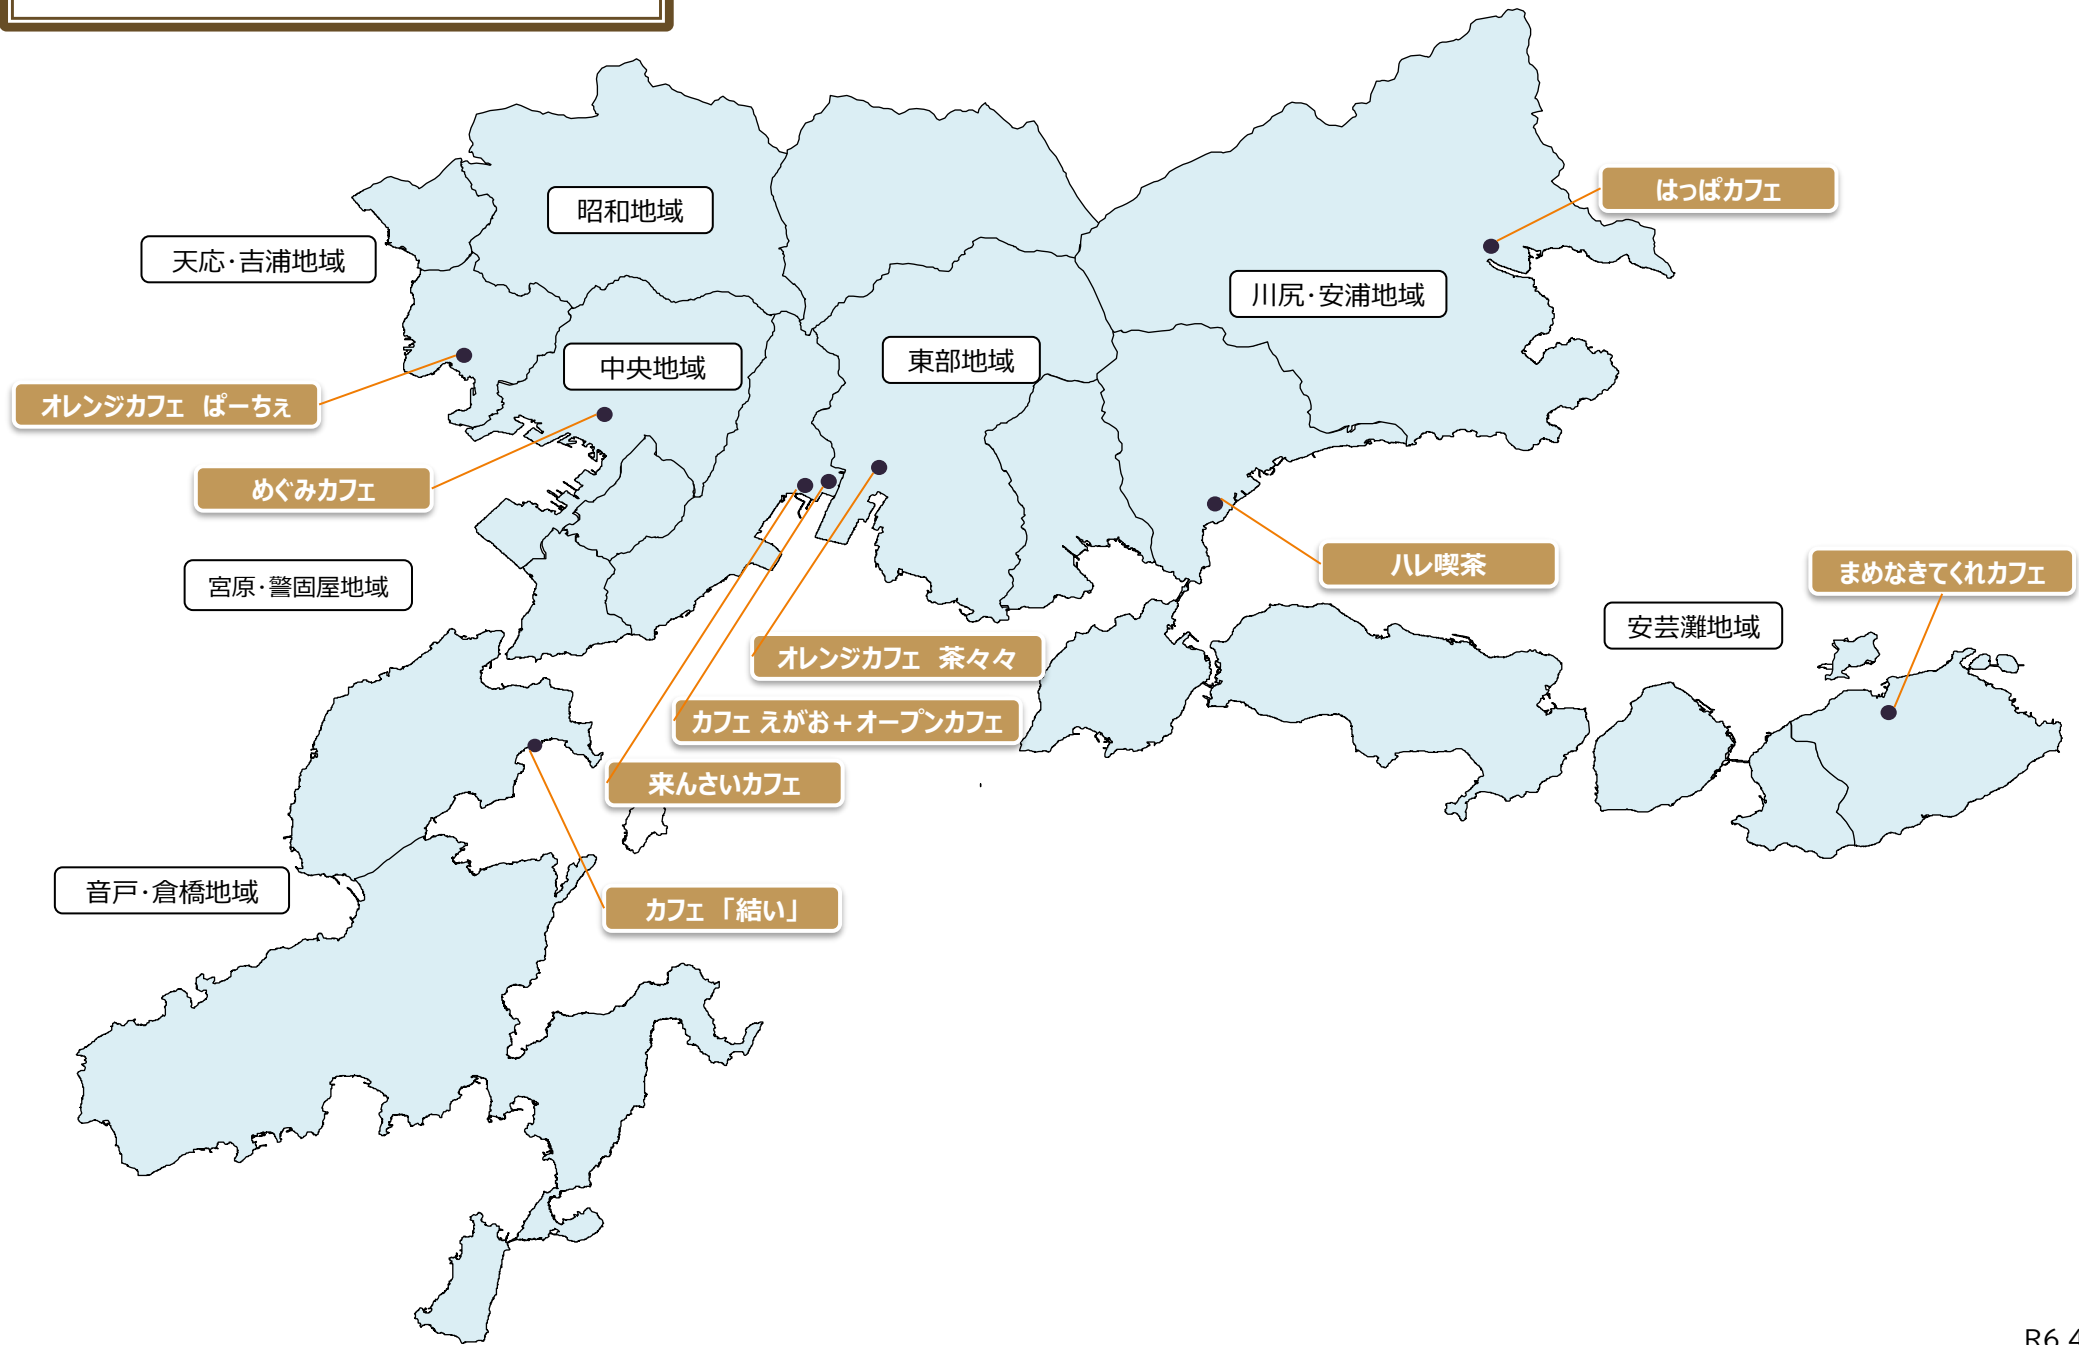 はっぱカフェ
昭和地域
天応・吉浦地域
川尻・安浦地域
東部地域
中央地域
オレンジカフェ　ぱーちぇ
めぐみカフェ
ハレ喫茶
まめなきてくれカフェ
宮原・警固屋地域
安芸灘地域
オレンジカフェ　茶々々
カフェ えがお＋オープンカフェ
来んさいカフェ
音戸・倉橋地域
カフェ 「結い」
R6.4